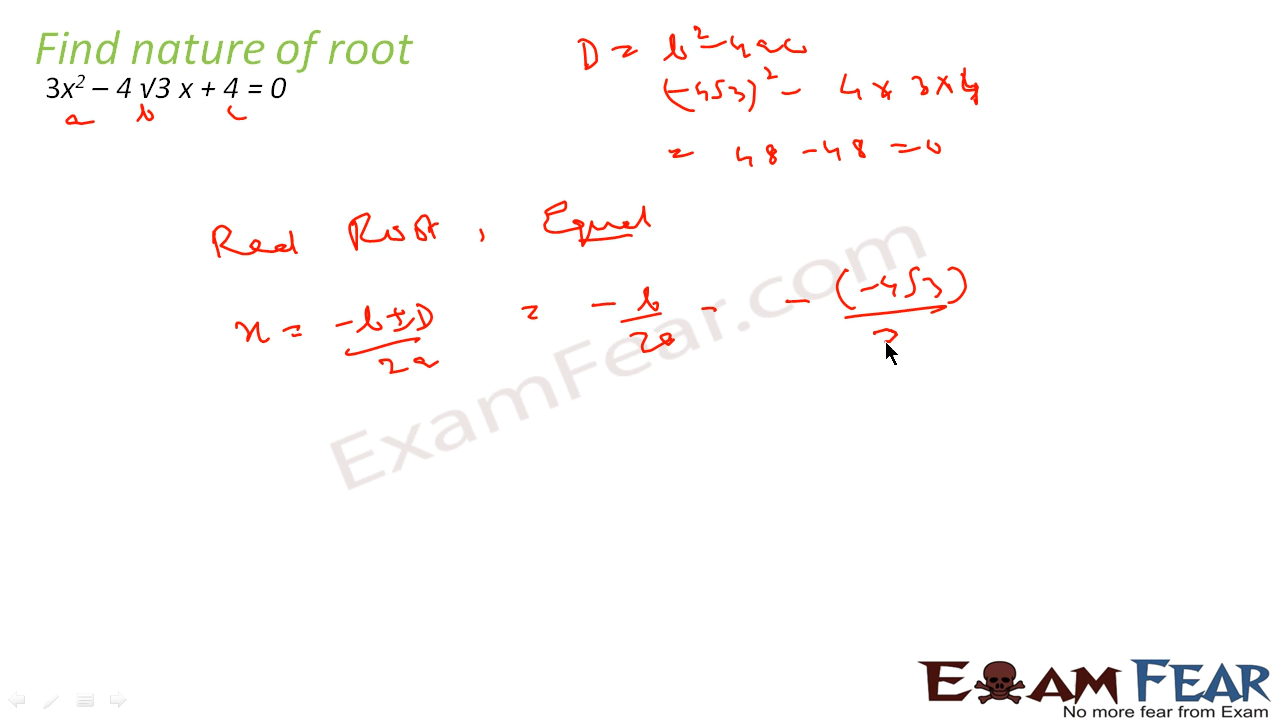 Find nature of root
3x² – 4 √3 x + 4 = 0
a b c
D = b² – 4ac
(–4√3)² – 4 × 3 × 4
= 48 – 48 = 0
Real Root, Equal
x = –b ± D / 2a = – b / 2a = – (–4√3) / 2
ExamFear.com
EXAM FEAR
No more fear from Exam